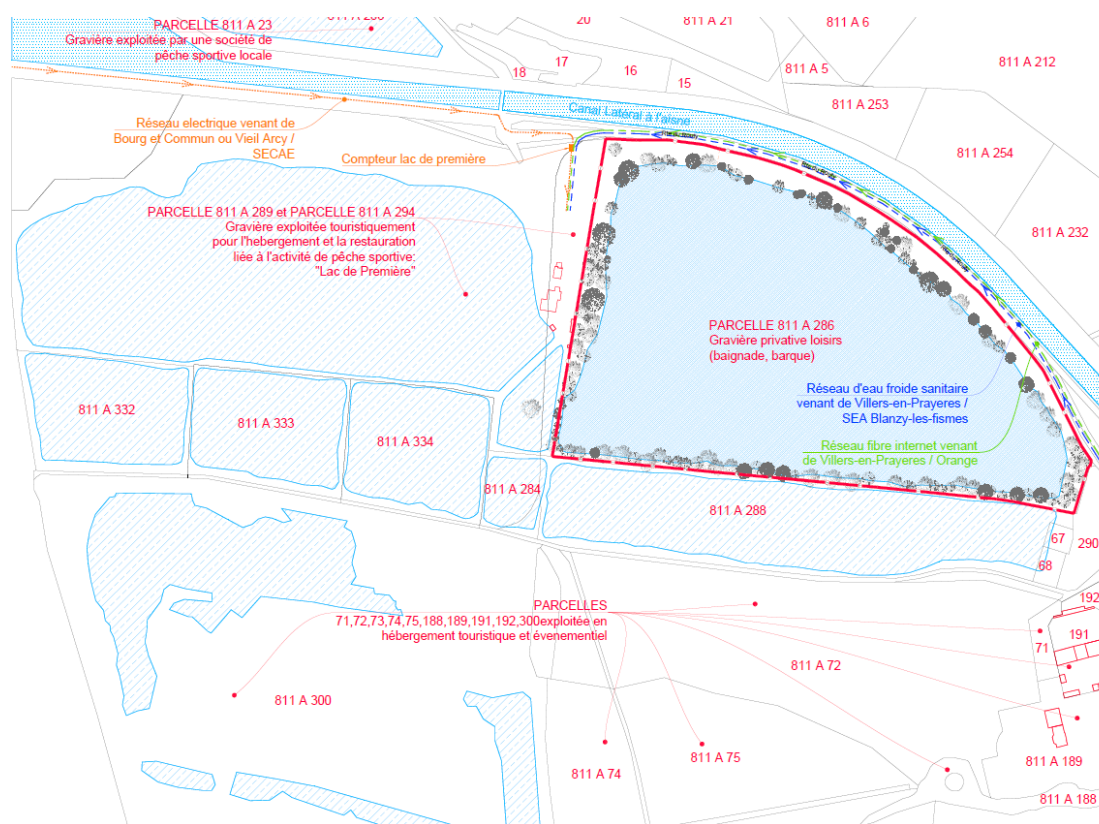 811 A 206
20
811 A 21
811 A 6
PARCELLE 811 A 23
Gravière exploitée par une société de
pêche sportive locale
17
18
16
15
811 A 5
811 A 212
811 A 253
Canal Latéral à l'aisne
Réseau electrique venant de
Bourg et Commun ou Vieil Arcy /
SECAE
Compteur lac de première
811 A 254
PARCELLE 811 A 289 et PARCELLE 811 A 294
Gravière exploitée touristiquement
pour l'hebergement et la restauration
liée à l'activité de pêche sportive:
"Lac de Première"
811 A 232
PARCELLE 811 A 286
Gravière privative loisirs
(baignade, barque)
Réseau d'eau froide sanitaire
venant de Villers-en-Prayeres /
SEA Blanzy-les-fismes
Réseau fibre internet venant
de Villers-en-Prayeres / Orange
811 A 332
811 A 333
811 A 334
811 A 284
811 A 288
67
290
68
PARCELLES
71,72,73,74,75,188,189,191,192,300exploitée en
hébergement touristique et évenementiel
192
191
71
811 A 72
811 A 300
811 A 74
811 A 75
811 A 189
811 A 188